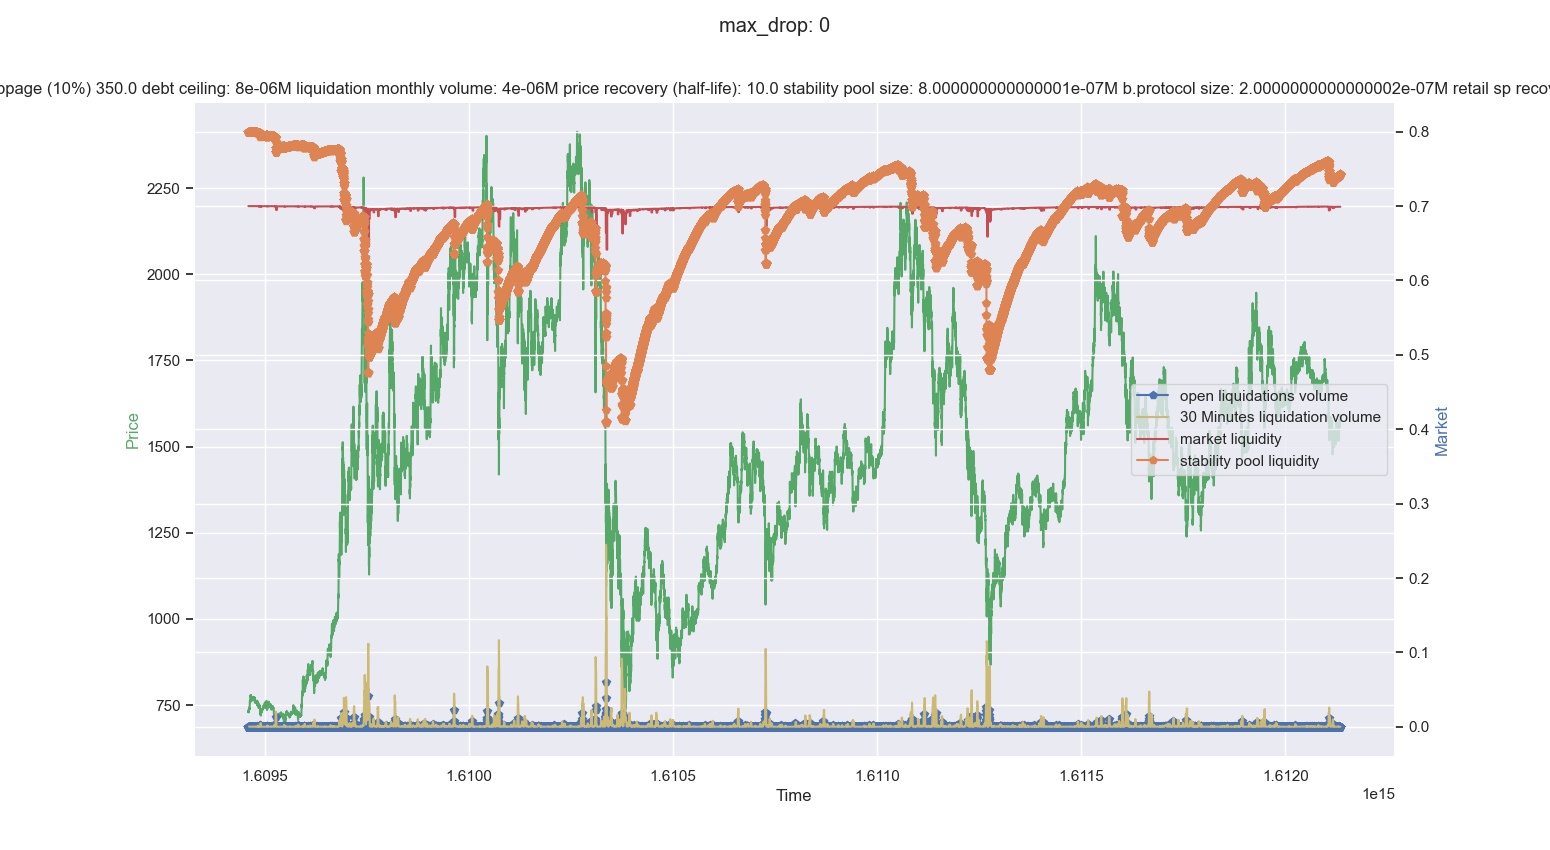 max_drop: 0
(10%) 350.0 debt ceiling: 8e-06M liquidation monthly volume: 4e-06M price recovery (half-life): 10.0 stability pool size: 8.000000000000001e-07M b.protocol size: 2.0000000000000002e-07M retail sp
2250
2000
1750
1500
1250
1000
750
Price
0.8
0.7
0.6
0.5
0.4
0.3
0.2
0.1
0.0
Market
open liquidations volume
30 Minutes liquidation volume
market liquidity
stability pool liquidity
1.6095 1.6100 1.6105 1.6110 1.6115 1.6120
Time
1e15